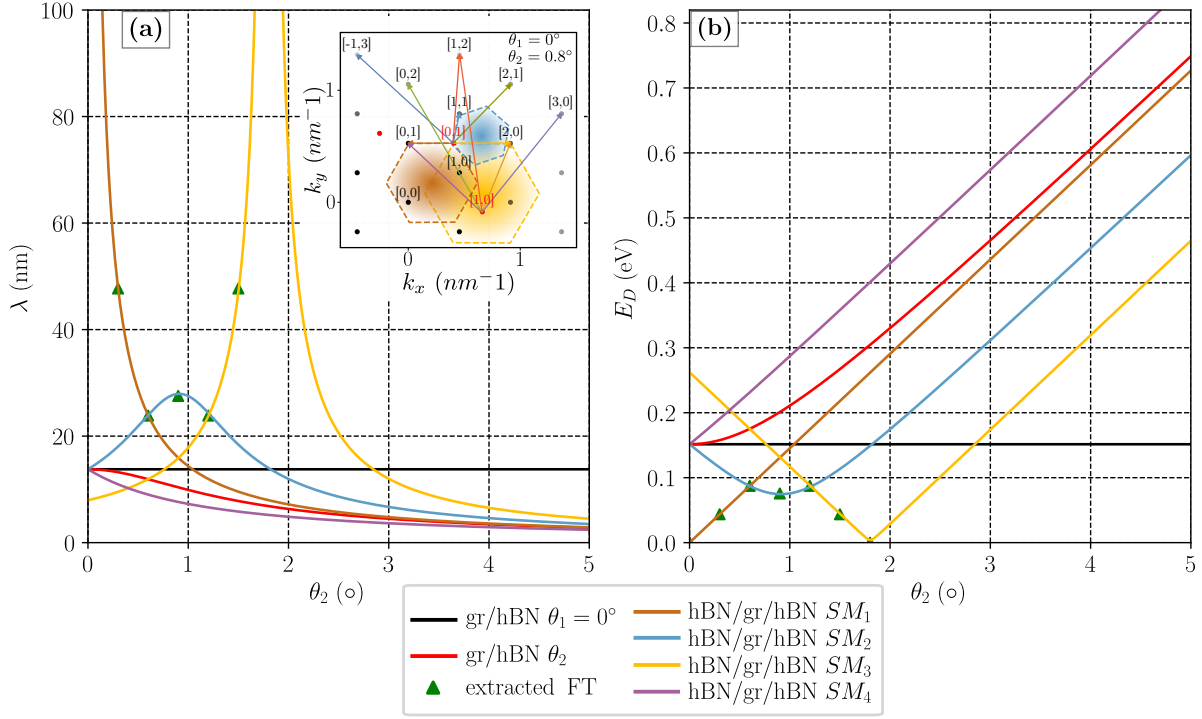 (a)
100
80
60
40
20
0
λ (nm)
0 1 2 3 4 5
θ₂ (∘)
θ₁ = 0°
θ₂ = 0.8°
[-1,3]
[1,2]
[0,2]
[2,1]
[1,1]
[3,0]
[0,1]
[0,1]
[2,0]
[1,0]
[0,0]
[1,0]
1
0
k_y (nm⁻¹)
0 1
k_x (nm⁻¹)
(b)
0.8
0.7
0.6
0.5
0.4
0.3
0.2
0.1
0.0
E_D (eV)
0 1 2 3 4 5
θ₂ (∘)
gr/hBN θ₁ = 0°
gr/hBN θ₂
extracted FT
hBN/gr/hBN SM₁
hBN/gr/hBN SM₂
hBN/gr/hBN SM₃
hBN/gr/hBN SM₄